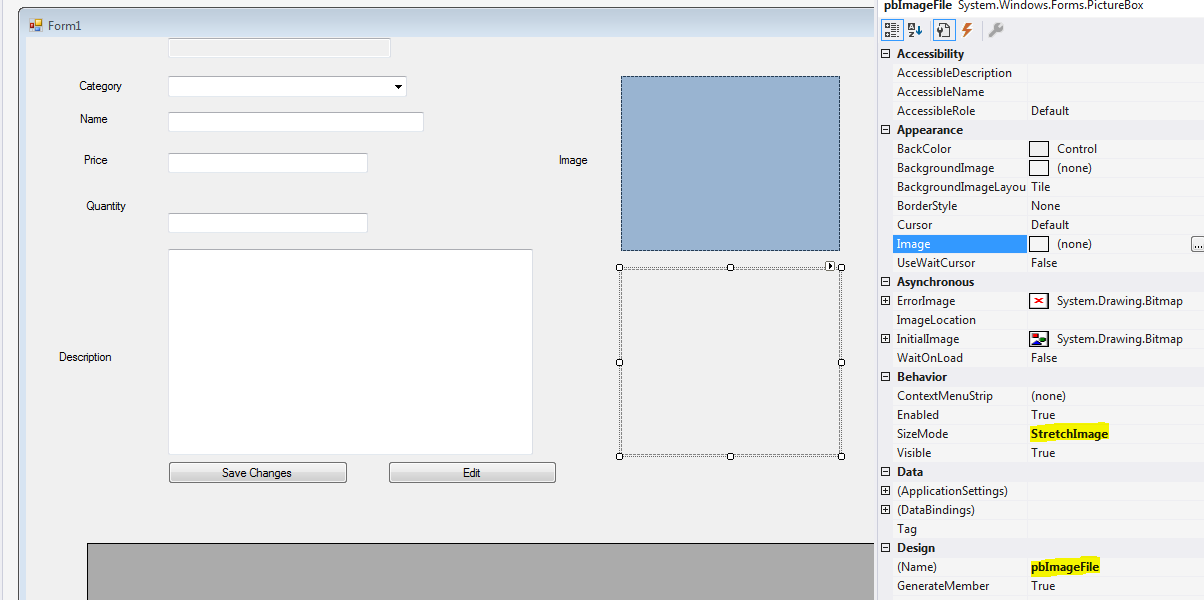 Form1
Category
Name
Price
Image
Quantity
Description
Save Changes
Edit
pbImageFile System.Windows.Forms.PictureBox
Accessibility
AccessibleDescription
AccessibleName
AccessibleRole Default
Appearance
BackColor Control
BackgroundImage (none)
BackgroundImageLayou Tile
BorderStyle None
Cursor Default
Image (none) ...
UseWaitCursor False
Asynchronous
ErrorImage System.Drawing.Bitmap
ImageLocation
InitialImage System.Drawing.Bitmap
WaitOnLoad False
Behavior
ContextMenuStrip (none)
Enabled True
SizeMode StretchImage
Visible True
Data
(ApplicationSettings)
(DataBindings)
Tag
Design
(Name) pbImageFile
GenerateMember True